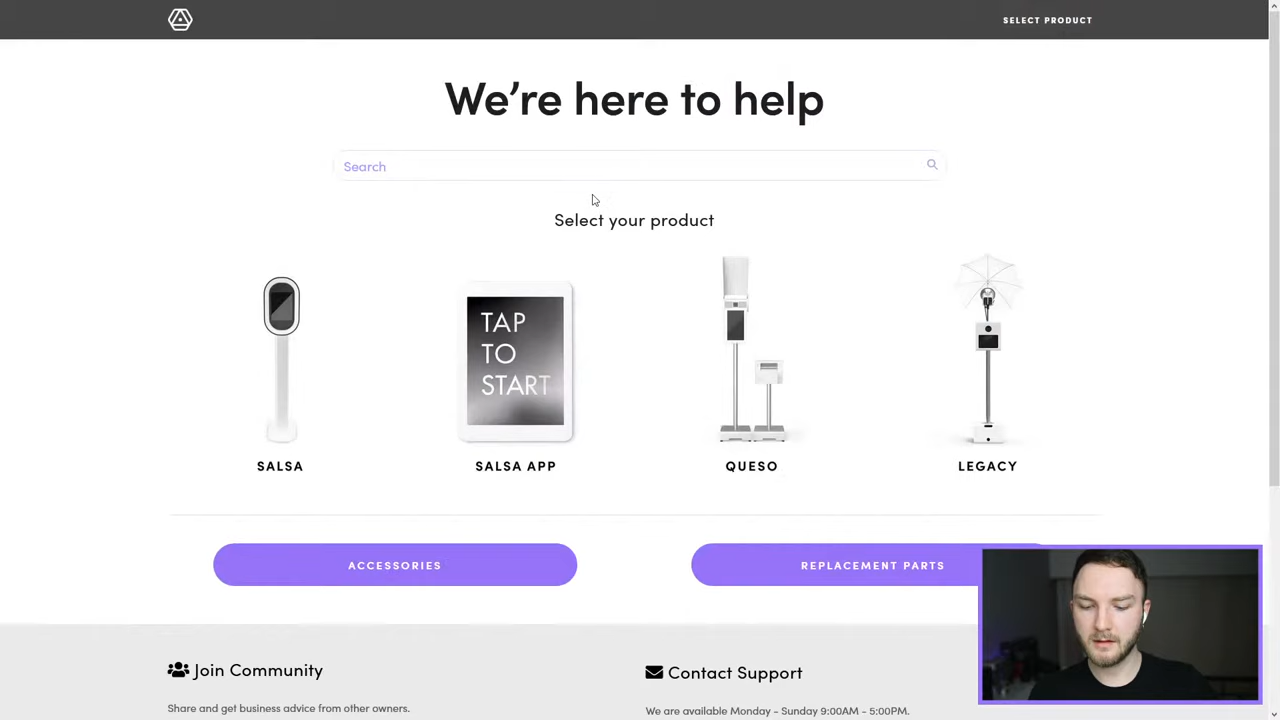 SELECT PRODUCT
We're here to help
Search
Select your product
TAP
TO
START
SALSA
SALSA APP
QUESO
LEGACY
ACCESSORIES
REPLACEMENT PARTS
Join Community
Contact Support
Share and get business advice from other owners.
We are available Monday - Sunday 9:00AM - 5:00PM.